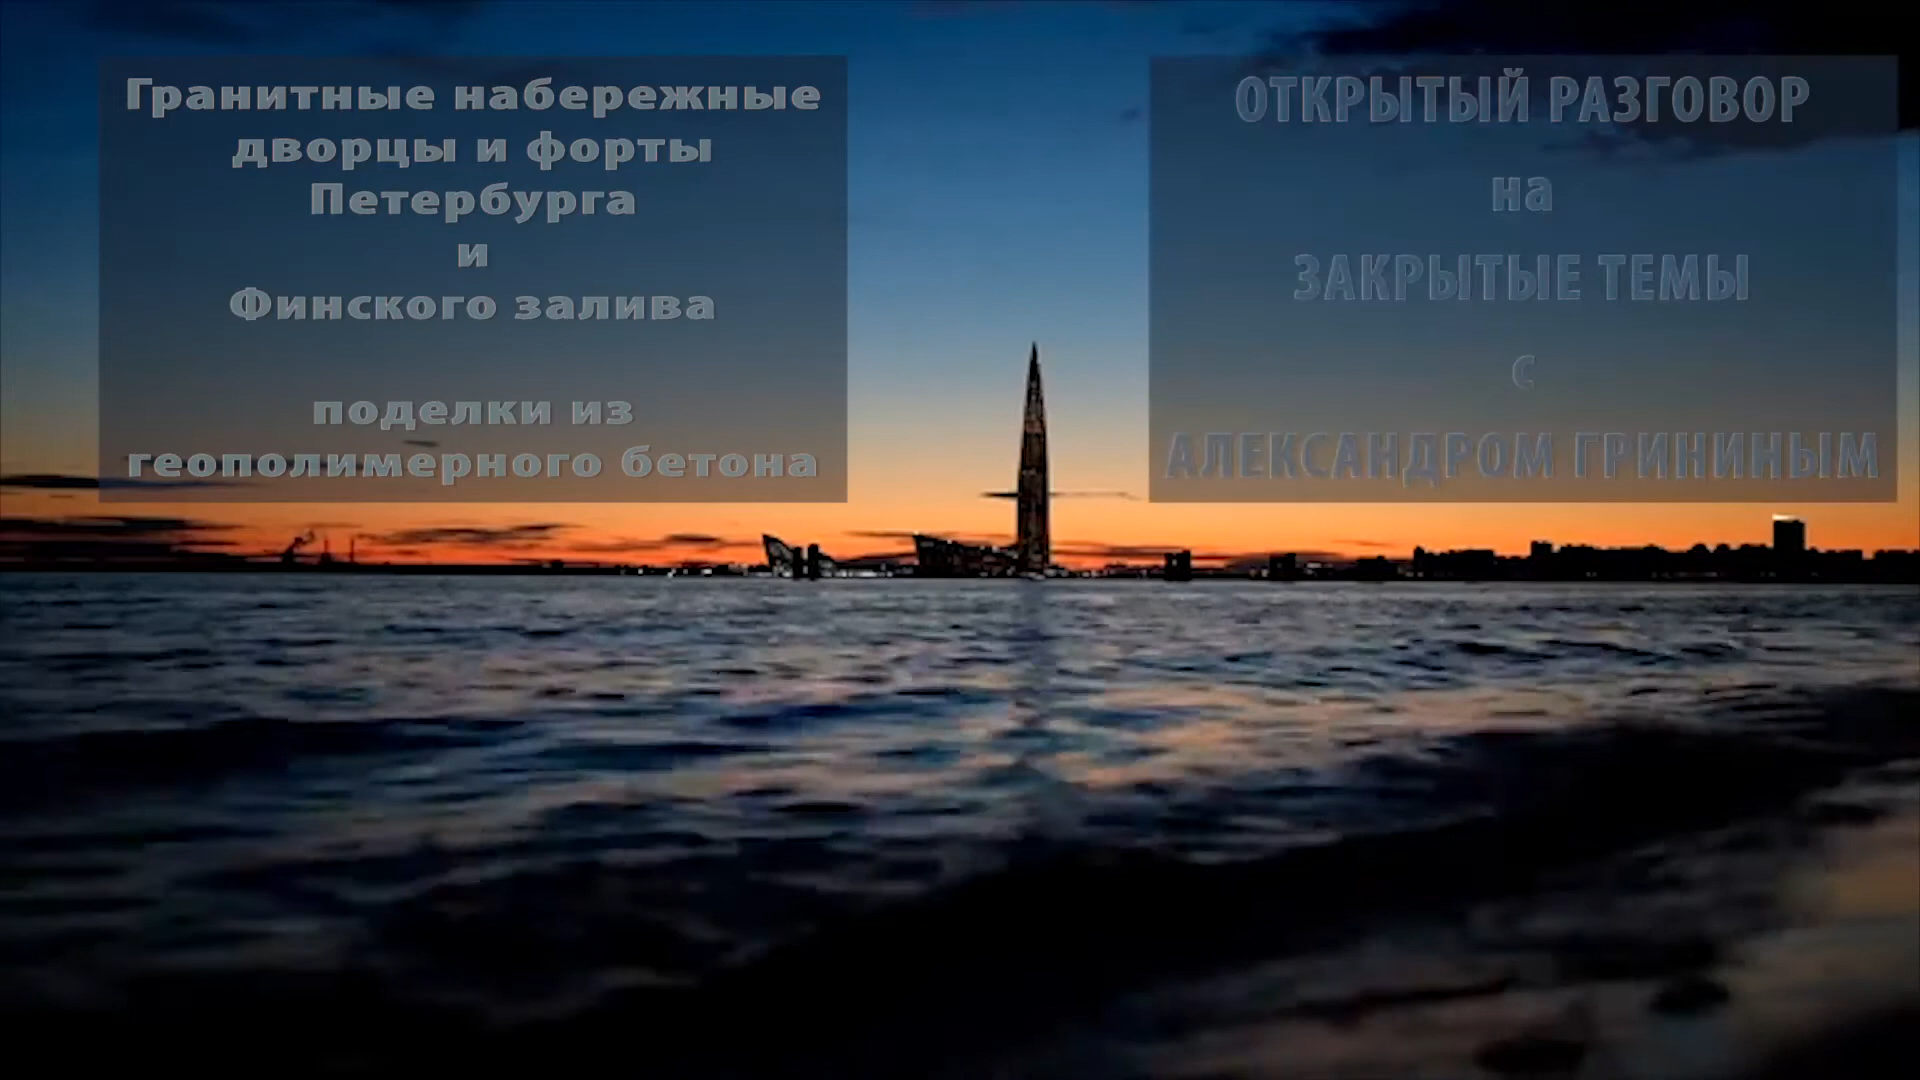 Гранитные набережные
дворцы и форты
Петербурга
и
Финского залива
поделки из
геополимерного бетона
ОТКРЫТЫЙ РАЗГОВОР
на
ЗАКРЫТЫЕ ТЕМЫ
с
АЛЕКСАНДРОМ ГРИНИНЫМ